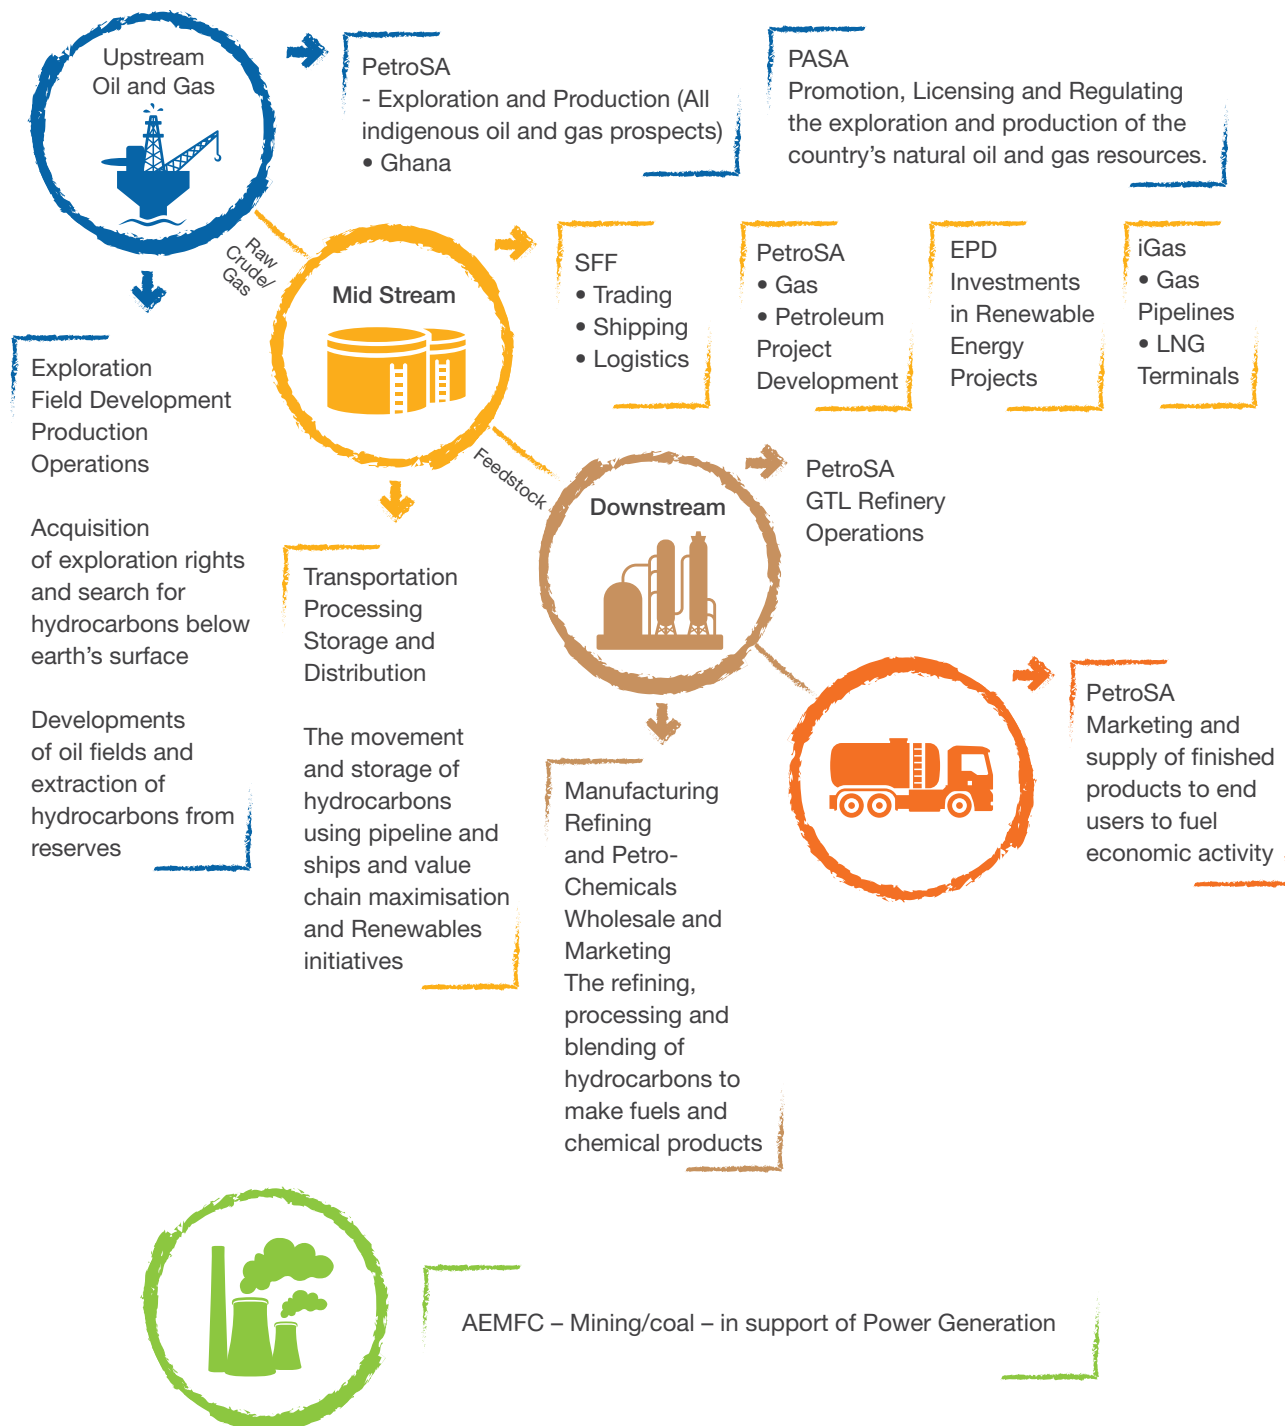 Upstream
Oil and Gas
PetroSA
- Exploration and Production (All
indigenous oil and gas prospects)
• Ghana
PASA
Promotion, Licensing and Regulating
the exploration and production of the
country’s natural oil and gas resources.
Raw
Crude/
Gas
Mid Stream
SFF
• Trading
• Shipping
• Logistics
PetroSA
• Gas
• Petroleum
Project
Development
EPD
Investments
in Renewable
Energy
Projects
iGas
• Gas
Pipelines
• LNG
Terminals
Exploration
Field Development
Production
Operations
Acquisition
of exploration rights
and search for
hydrocarbons below
earth’s surface
Developments
of oil fields and
extraction of
hydrocarbons from
reserves
Feedstock
Transportation
Processing
Storage and
Distribution
The movement
and storage of
hydrocarbons
using pipeline and
ships and value
chain maximisation
and Renewables
initiatives
Downstream
PetroSA
GTL Refinery
Operations
Manufacturing
Refining
and Petro-
Chemicals
Wholesale and
Marketing
The refining,
processing and
blending of
hydrocarbons to
make fuels and
chemical products
PetroSA
Marketing and
supply of finished
products to end
users to fuel
economic activity
AEMFC – Mining/coal – in support of Power Generation